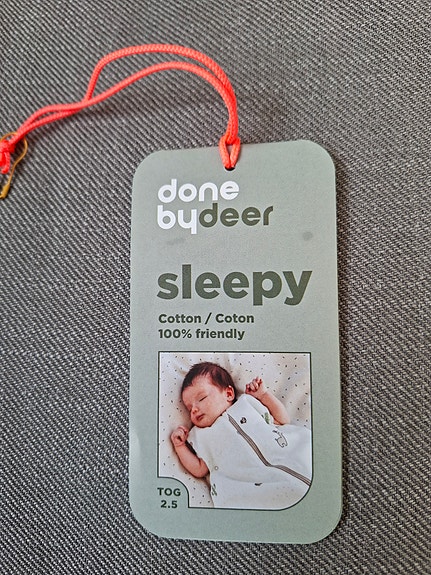 done
bydeer
sleepy
Cotton / Coton
100% friendly
TOG
2.5